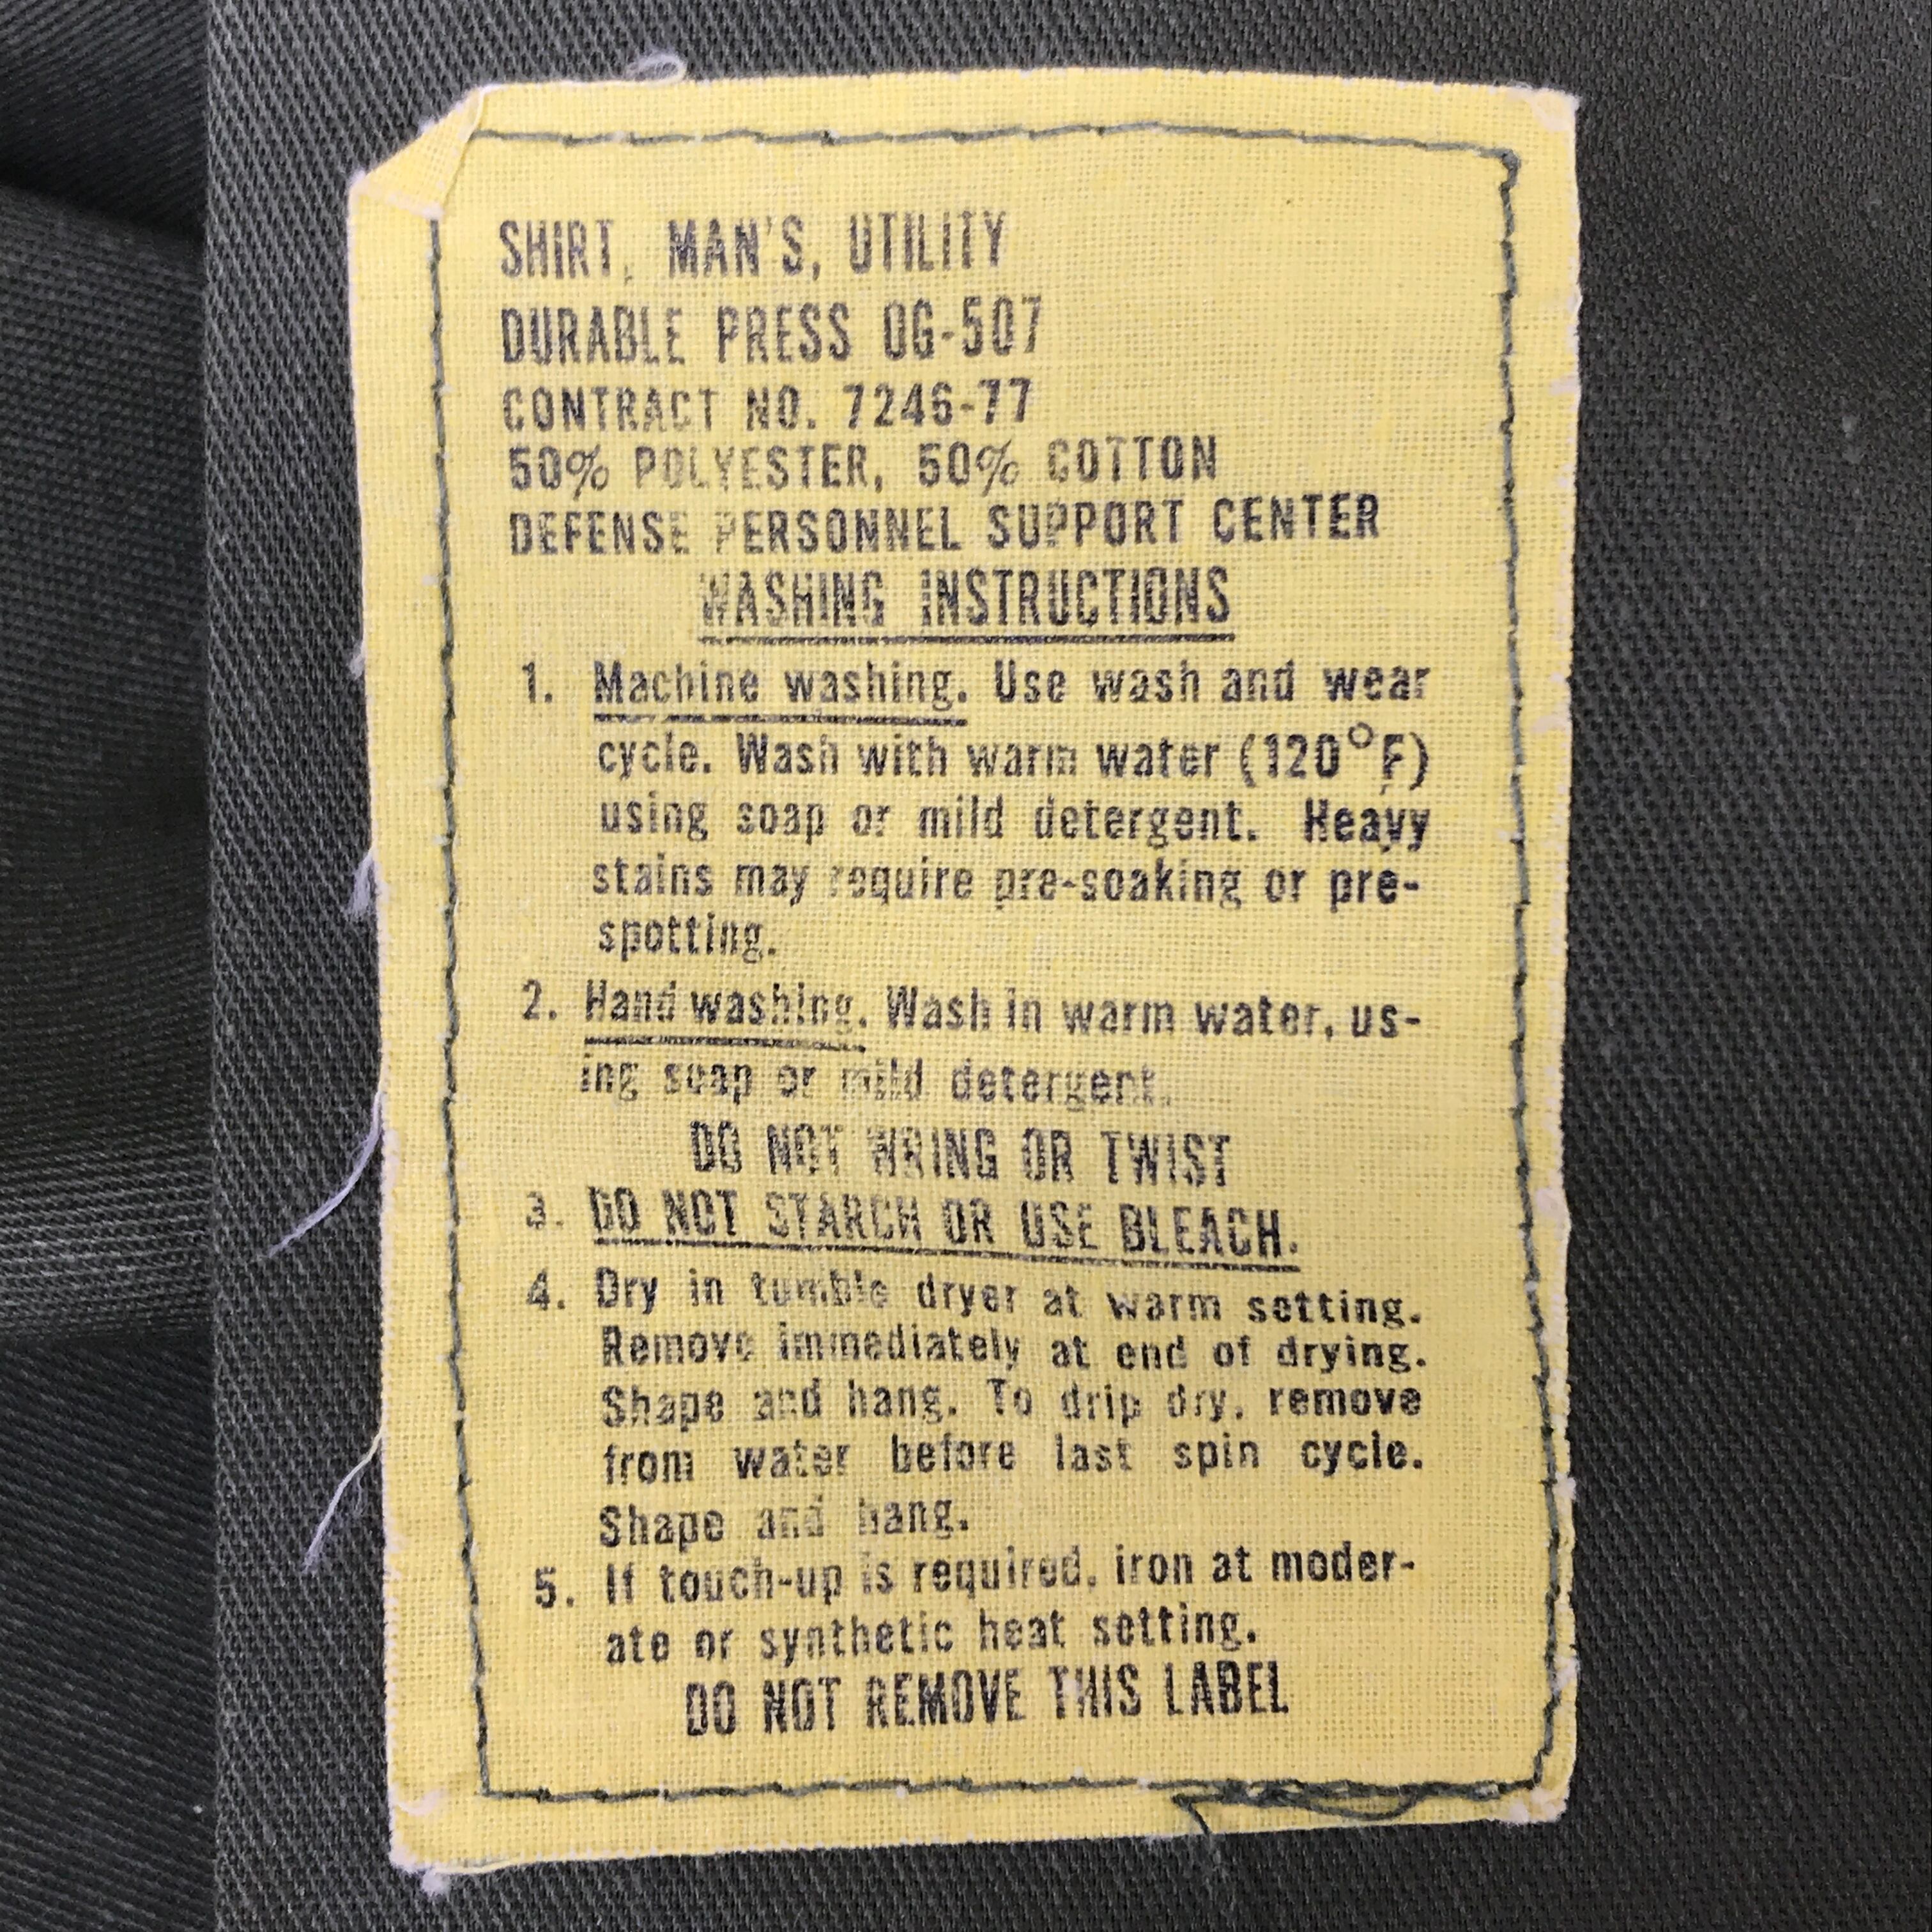 SHIRT, MAN'S, UTILITY
DURABLE PRESS OG-507
CONTRACT NO. 7246-77
50% POLYESTER, 50% COTTON
DEFENSE PERSONNEL SUPPORT CENTER
WASHING INSTRUCTIONS
1. Machine washing. Use wash and wear
cycle. Wash with warm water (120°F)
using soap or mild detergent. Heavy
stains may require pre-soaking or pre-
spotting.
2. Hand washing. Wash in warm water, us-
ing soap or mild detergent.
DO NOT WRING OR TWIST
3. DO NOT STARCH OR USE BLEACH.
4. Dry in tumble dryer at warm setting.
Remove immediately at end of drying.
Shape and hang. To drip dry, remove
from water before last spin cycle.
Shape and hang.
5. If touch-up is required, iron at moder-
ate or synthetic heat setting.
DO NOT REMOVE THIS LABEL